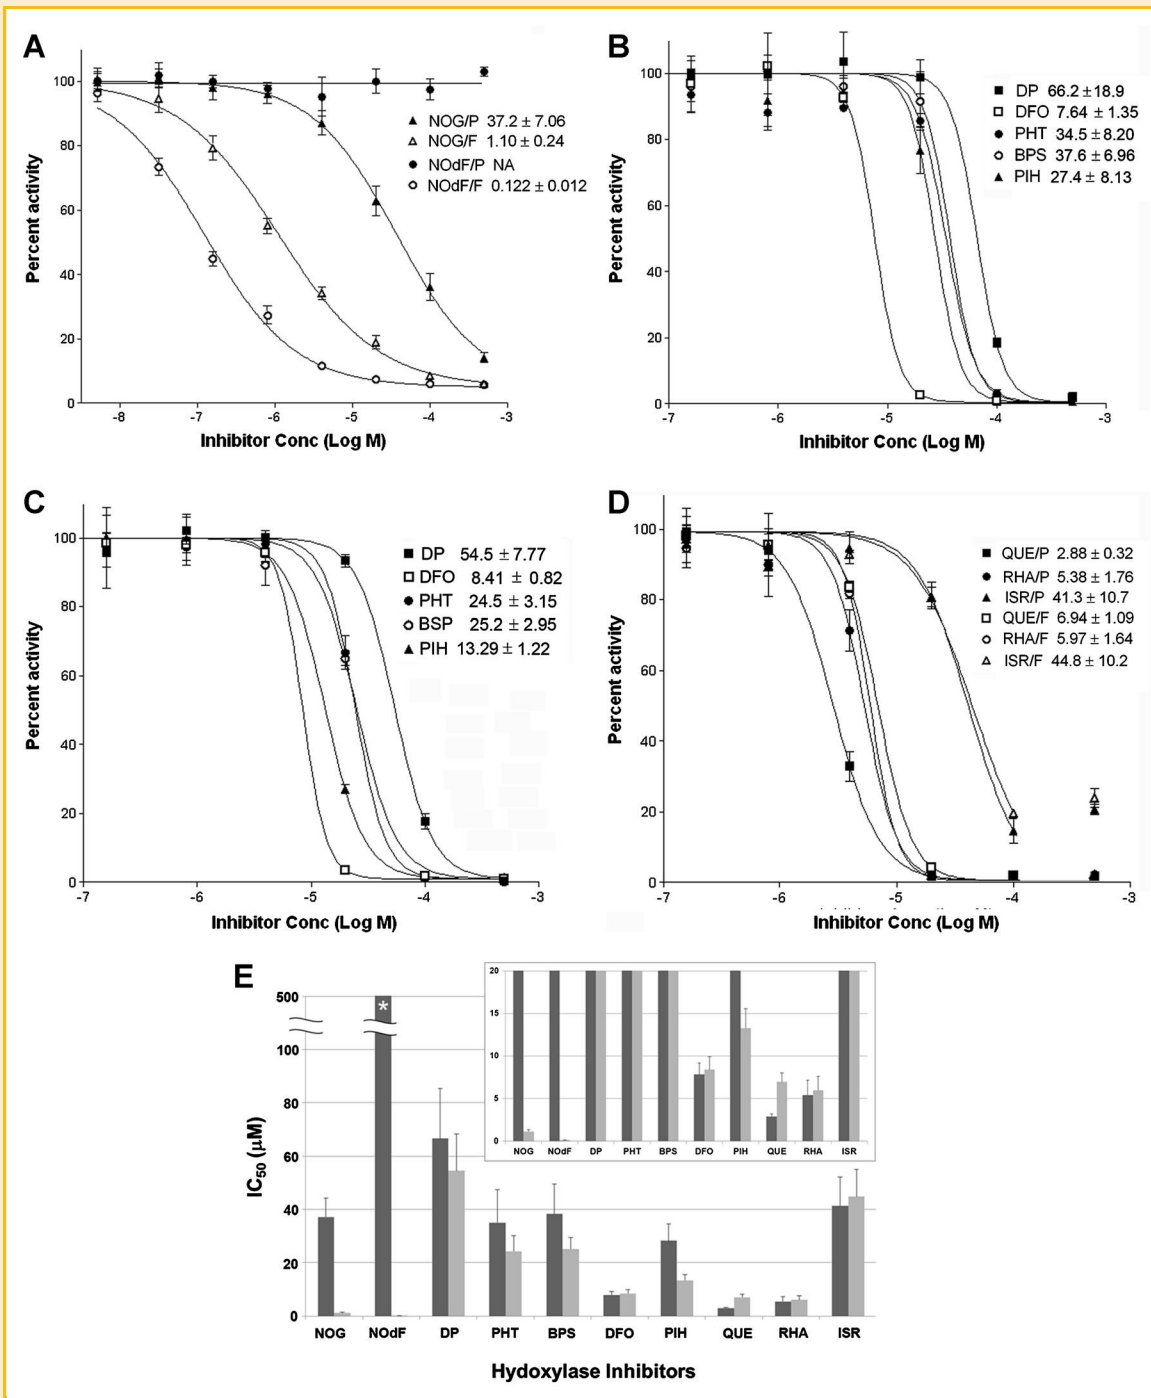 A
Percent activity
100
80
60
40
20
0
-8
-7
-6
-5
-4
-3
Inhibitor Conc (Log M)
NOG/P 37.2 ± 7.06
NOG/F 1.10 ± 0.24
NOdF/P NA
NOdF/F 0.122 ± 0.012
B
Percent activity
100
80
60
40
20
0
-7
-6
-5
-4
-3
Inhibitor Conc (Log M)
DP 66.2 ± 18.9
DFO 7.64 ± 1.35
PHT 34.5 ± 8.20
BPS 37.6 ± 6.96
PIH 27.4 ± 8.13
C
Percent activity
100
80
60
40
20
0
-7
-6
-5
-4
-3
Inhibitor Conc (Log M)
DP 54.5 ± 7.77
DFO 8.41 ± 0.82
PHT 24.5 ± 3.15
BSP 25.2 ± 2.95
PIH 13.29 ± 1.22
D
Percent activity
100
80
60
40
20
0
-7
-6
-5
-4
-3
Inhibitor Conc (Log M)
QUE/P 2.88 ± 0.32
RHA/P 5.38 ± 1.76
ISR/P 41.3 ± 10.7
QUE/F 6.94 ± 1.09
RHA/F 5.97 ± 1.64
ISR/F 44.8 ± 10.2
E
IC50 (µM)
500
100
80
60
40
20
0
*
NOG NOdF DP PHT BPS DFO PIH QUE RHA ISR
20
15
10
5
0
NOG NOdF DP PHT BPS DFO PIH QUE RHA ISR
Hydoxylase Inhibitors